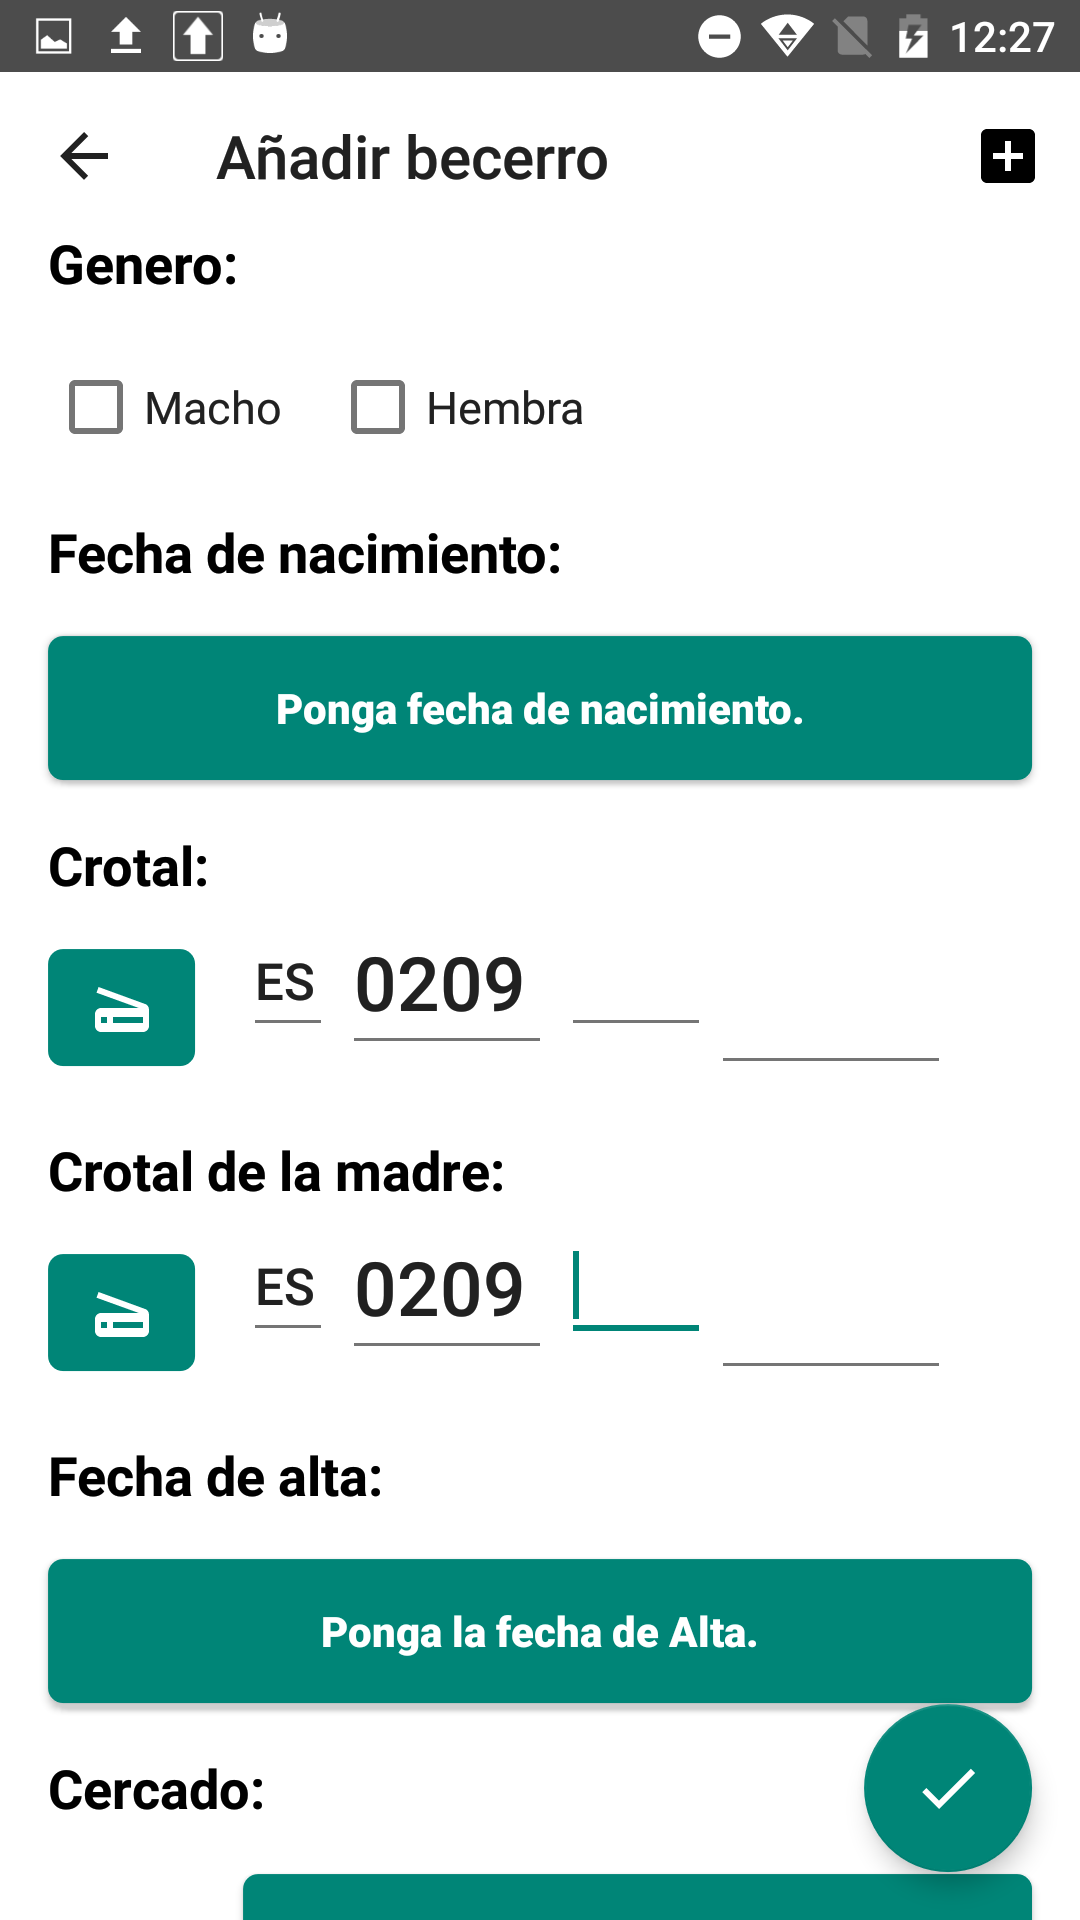 12:27
Añadir becerro
Genero:
Macho Hembra
Fecha de nacimiento:
Ponga fecha de nacimiento.
Crotal:
ES 0209
Crotal de la madre:
ES 0209
Fecha de alta:
Ponga la fecha de Alta.
Cercado: